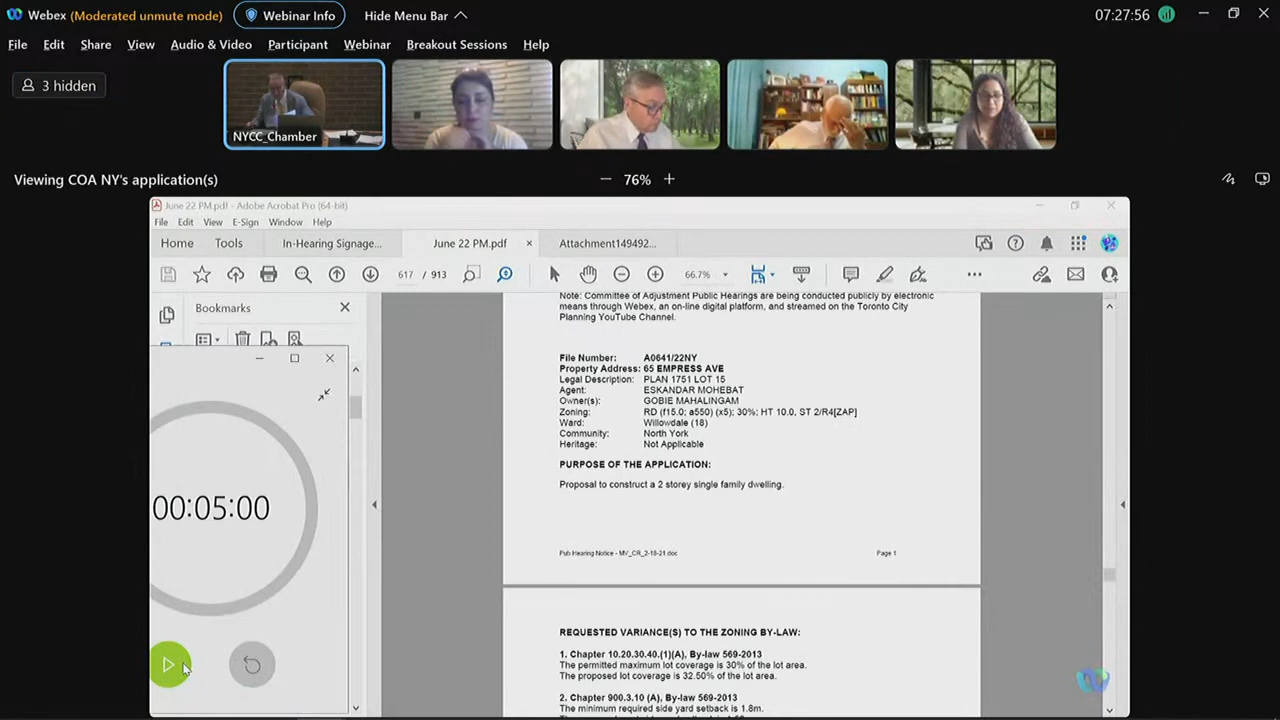 Webex (Moderated unmute mode) Webinar Info Hide Menu Bar 07:27:56
File Edit Share View Audio & Video Participant Webinar Breakout Sessions Help
3 hidden
NYCC_Chamber
Viewing COA NY's application(s) 76%
June 22 PM.pdf - Adobe Acrobat Pro (64-bit)
File Edit View E-Sign Window Help
Home Tools In-Hearing Signage... June 22 PM.pdf Attachment149492...
617 / 913 66.7%
Bookmarks
00:05:00
Note: Committee of Adjustment Public Hearings are being conducted publicly by electronic
means through Webex, an on-line digital platform, and streamed on the Toronto City
Planning YouTube Channel.
File Number: A0641/22NY
Property Address: 65 EMPRESS AVE
Legal Description: PLAN 1751 LOT 15
Agent: ESKANDAR MOHEBAT
Owner(s): GOBIE MAHALINGAM
Zoning: RD (f15.0; a550) (x5); 30%; HT 10.0, ST 2/R4[ZAP]
Ward: Willowdale (18)
Community: North York
Heritage: Not Applicable
PURPOSE OF THE APPLICATION:
Proposal to construct a 2 storey single family dwelling.
Pub Hearing Notice - MV_CR_2-18-21.doc Page 1
REQUESTED VARIANCE(S) TO THE ZONING BY-LAW:
1. Chapter 10.20.30.40.(1)(A), By-law 569-2013
The permitted maximum lot coverage is 30% of the lot area.
The proposed lot coverage is 32.50% of the lot area.
2. Chapter 900.3.10 (A), By-law 569-2013
The minimum required side yard setback is 1.8m.